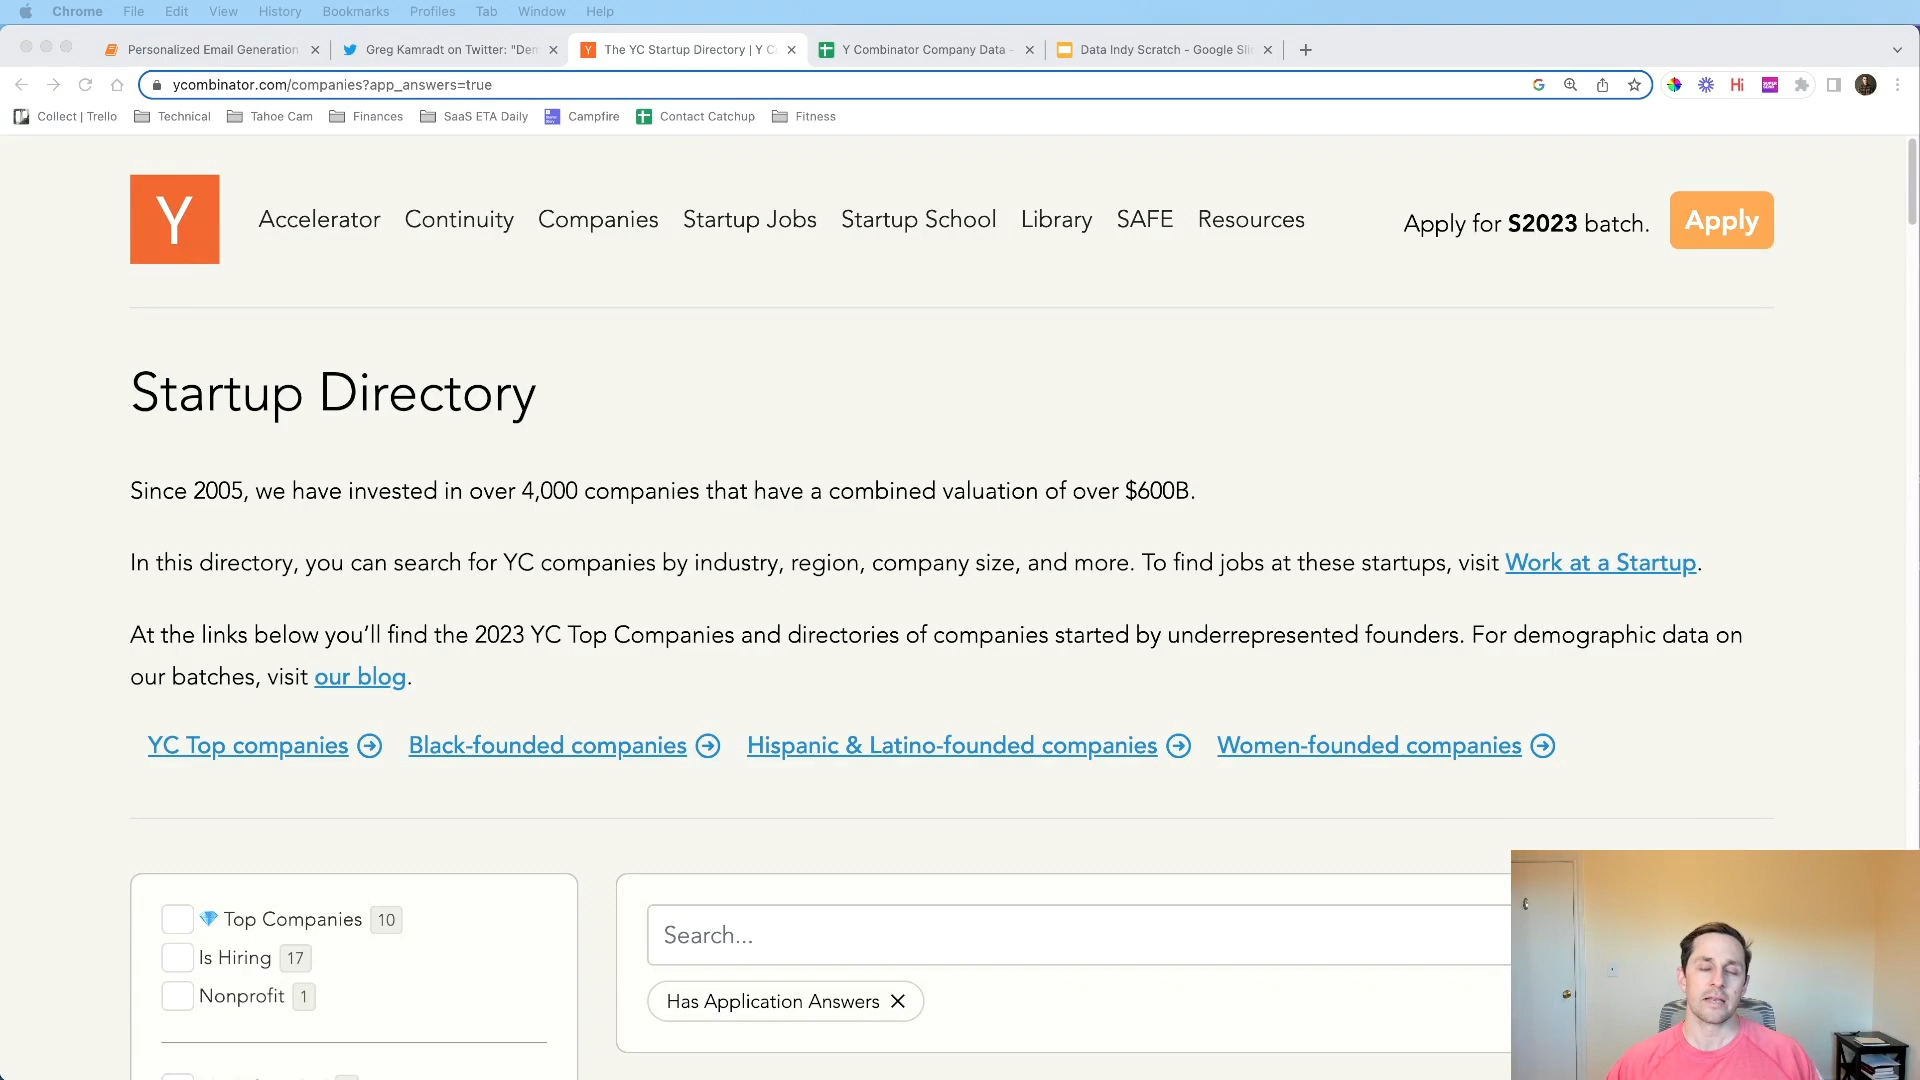 Chrome File Edit View History Bookmarks Profiles Tab Window Help
Personalized Email Generation
Greg Kamradt on Twitter: "Dem
The YC Startup Directory | Y C
Y Combinator Company Data -
Data Indy Scratch - Google Slid
ycombinator.com/companies?app_answers=true
Collect | Trello Technical Tahoe Cam Finances SaaS ETA Daily Campfire Contact Catchup Fitness
Y
Accelerator Continuity Companies Startup Jobs Startup School Library SAFE Resources
Apply for S2023 batch. Apply
Startup Directory
Since 2005, we have invested in over 4,000 companies that have a combined valuation of over $600B.
In this directory, you can search for YC companies by industry, region, company size, and more. To find jobs at these startups, visit Work at a Startup.
At the links below you’ll find the 2023 YC Top Companies and directories of companies started by underrepresented founders. For demographic data on
our batches, visit our blog.
YC Top companies Black-founded companies Hispanic & Latino-founded companies Women-founded companies
Top Companies 10
Is Hiring 17
Nonprofit 1
Search...
Has Application Answers